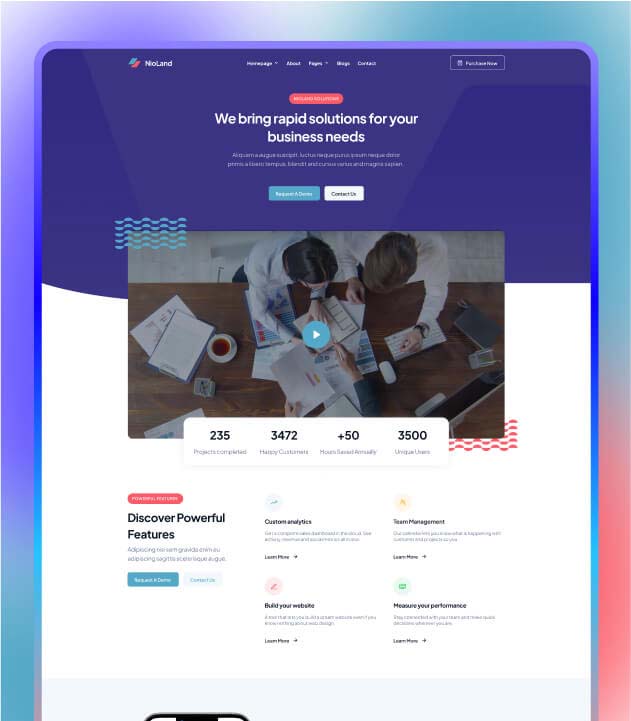 NioLand
Homepage About Pages Blogs Contact
Purchase Now
NIOLAND SOLUTIONS
We bring rapid solutions for your
business needs
Aliquam a augue suscipit, luctus neque purus ipsum neque dolor
primis a libero tempus, blandit and cursus varius and magna sapien.
Request A Demo Contact Us
235 3472 +50 3500
Projects completed Happy Customers Hours Saved Annually Unique Users
POWERFUL FEATURES
Discover Powerful
Features
Adipiscing nisi sem gravida enim eu
adipiscing sagittis scelerisque augue.
Request A Demo Contact Us
Custom analytics
Get a complete sales dashboard in the cloud. See
activity, revenue and social metrics all in one.
Learn More
Team Management
Our calendar lets you know what is happening with
customer and projects so you
Learn More
Build your website
A tool that lets you build a dream website even if you
know nothing about web design.
Learn More
Measure your performance
Stay connected with your team and make quick
decisions wherever you are.
Learn More